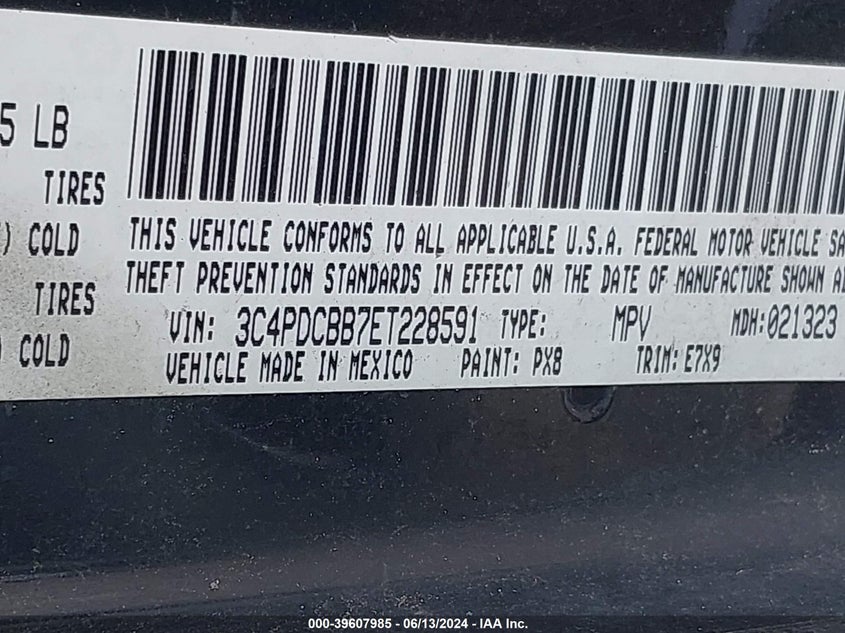 5 LB
TIRES
) COLD
TIRES
) COLD
THIS VEHICLE CONFORMS TO ALL APPLICABLE U.S.A. FEDERAL MOTOR VEHICLE SA
THEFT PREVENTION STANDARDS IN EFFECT ON THE DATE OF MANUFACTURE SHOWN A
VIN: 3C4PDCBB7ET228591 TYPE: MPV MDH:021323
VEHICLE MADE IN MEXICO PAINT: PX8 TRIM: E7X9
000-39607985 - 06/13/2024 - IAA Inc.